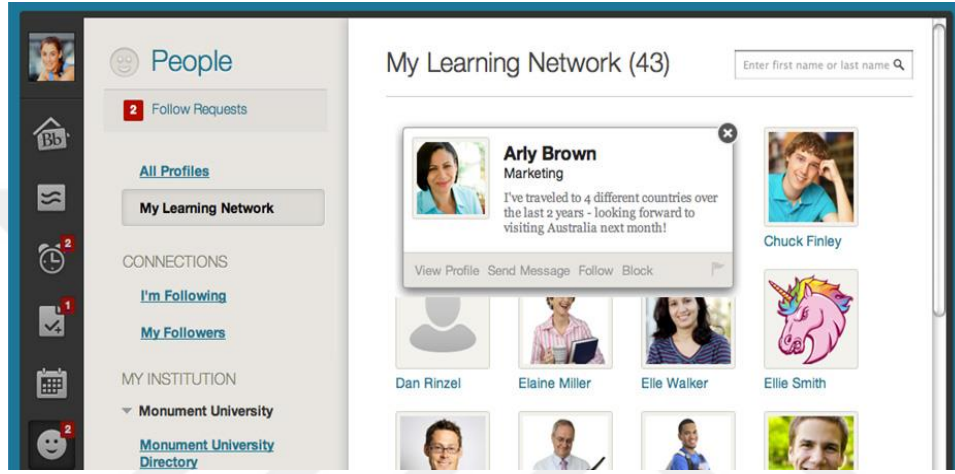 People
2 Follow Requests
All Profiles
My Learning Network
CONNECTIONS
I'm Following
My Followers
MY INSTITUTION
Monument University
Monument University
Directory
Bb
2
1
2
My Learning Network (43)
Enter first name or last name
Arly Brown
Marketing
I've traveled to 4 different countries over
the last 2 years - looking forward to
visiting Australia next month!
View Profile Send Message Follow Block
Chuck Finley
Dan Rinzel
Elaine Miller
Elle Walker
Ellie Smith